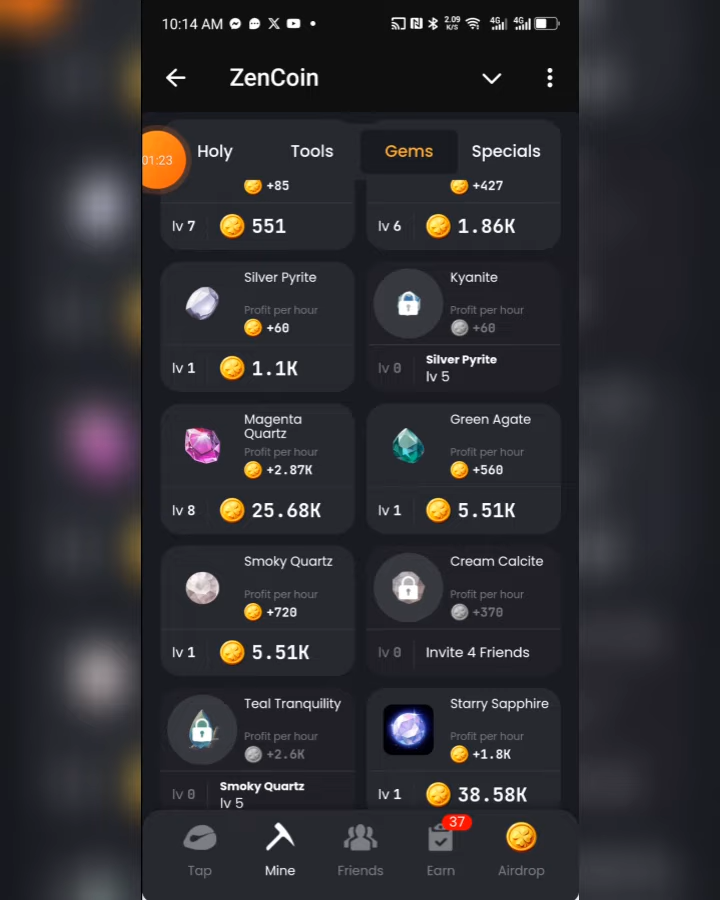 10:14 AM
2.09
K/S
4G
4G
ZenCoin
01:23
Holy
Tools
Gems
Specials
+85
+427
lv 7
551
lv 6
1.86K
Silver Pyrite
Profit per hour
+60
lv 1
1.1K
Kyanite
Profit per hour
+60
lv 0
Silver Pyrite
lv 5
Magenta
Quartz
Profit per hour
+2.87K
lv 8
25.68K
Green Agate
Profit per hour
+560
lv 1
5.51K
Smoky Quartz
Profit per hour
+720
lv 1
5.51K
Cream Calcite
Profit per hour
+370
lv 0
Invite 4 Friends
Teal Tranquility
Profit per hour
+2.6K
lv 0
Smoky Quartz
lv 5
Starry Sapphire
Profit per hour
+1.8K
lv 1
38.58K
Tap
Mine
Friends
37
Earn
Airdrop